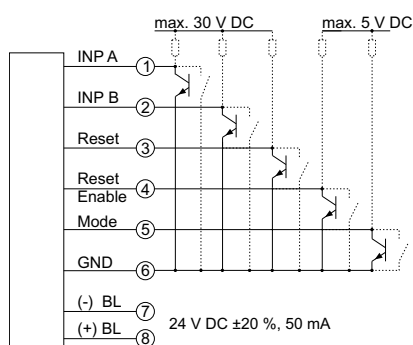 max. 30 V DC
max. 5 V DC
INP A
1
INP B
2
Reset
3
Reset
Enable
4
Mode
5
GND
6
(-) BL
7
(+) BL
8
24 V DC ±20 %, 50 mA